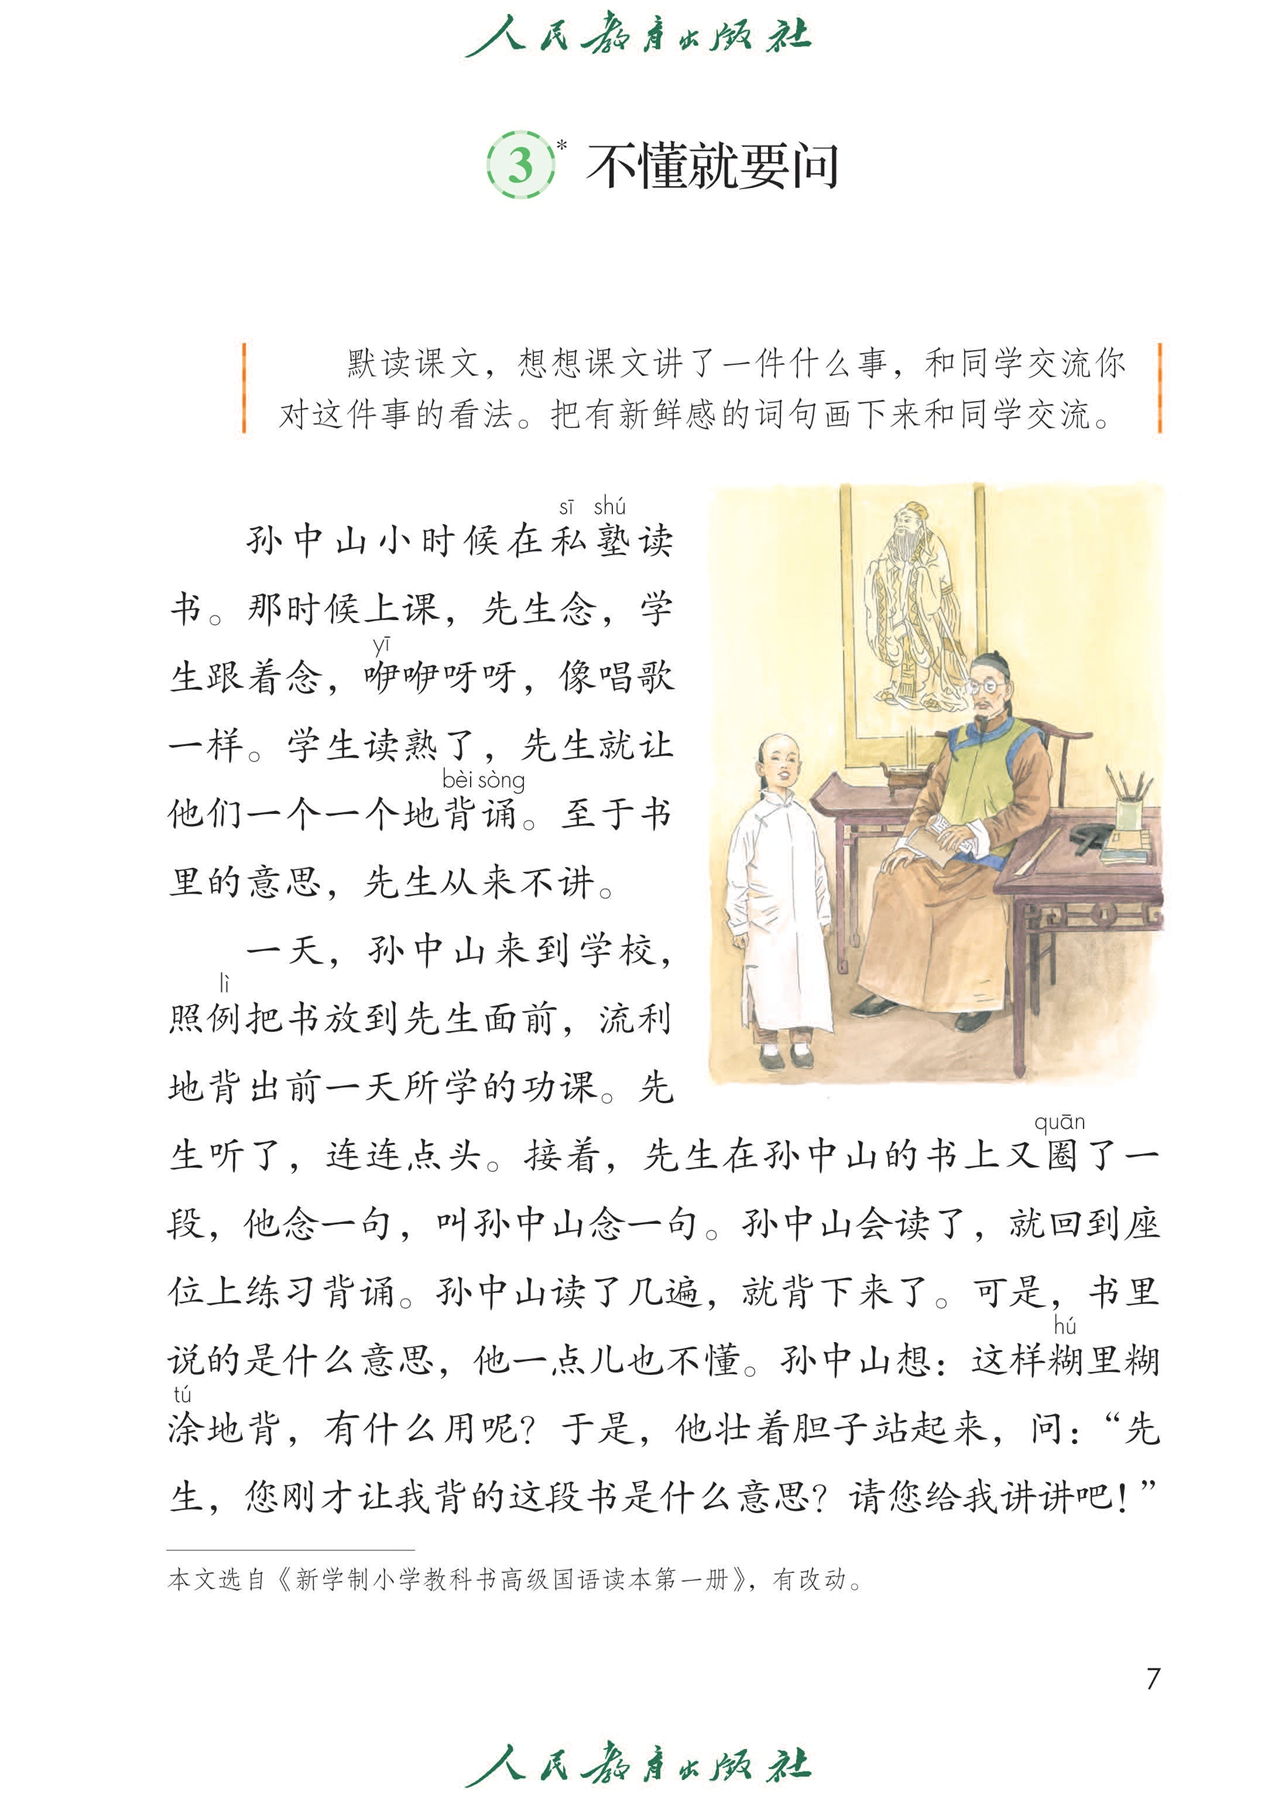 人民教育出版社
3* 不懂就要问
默读课文，想想课文讲了一件什么事，和同学交流你
对这件事的看法。把有新鲜感的词句画下来和同学交流。
sī shú
孙中山小时候在私塾读
书。那时候上课，先生念，学
yī
生跟着念，咿咿呀呀，像唱歌
一样。学生读熟了，先生就让
bèi sòng
他们一个一个地背诵。至于书
里的意思，先生从来不讲。
一天，孙中山来到学校，
lì
照例把书放到先生面前，流利
地背出前一天所学的功课。先
quān
生听了，连连点头。接着，先生在孙中山的书上又圈了一
段，他念一句，叫孙中山念一句。孙中山会读了，就回到座
位上练习背诵。孙中山读了几遍，就背下来了。可是，书里
hú
说的是什么意思，他一点儿也不懂。孙中山想：这样糊里糊
tú
涂地背，有什么用呢？于是，他壮着胆子站起来，问：“先
生，您刚才让我背的这段书是什么意思？请您给我讲讲吧！”
本文选自《新学制小学教科书高级国语读本第一册》，有改动。
7
人民教育出版社